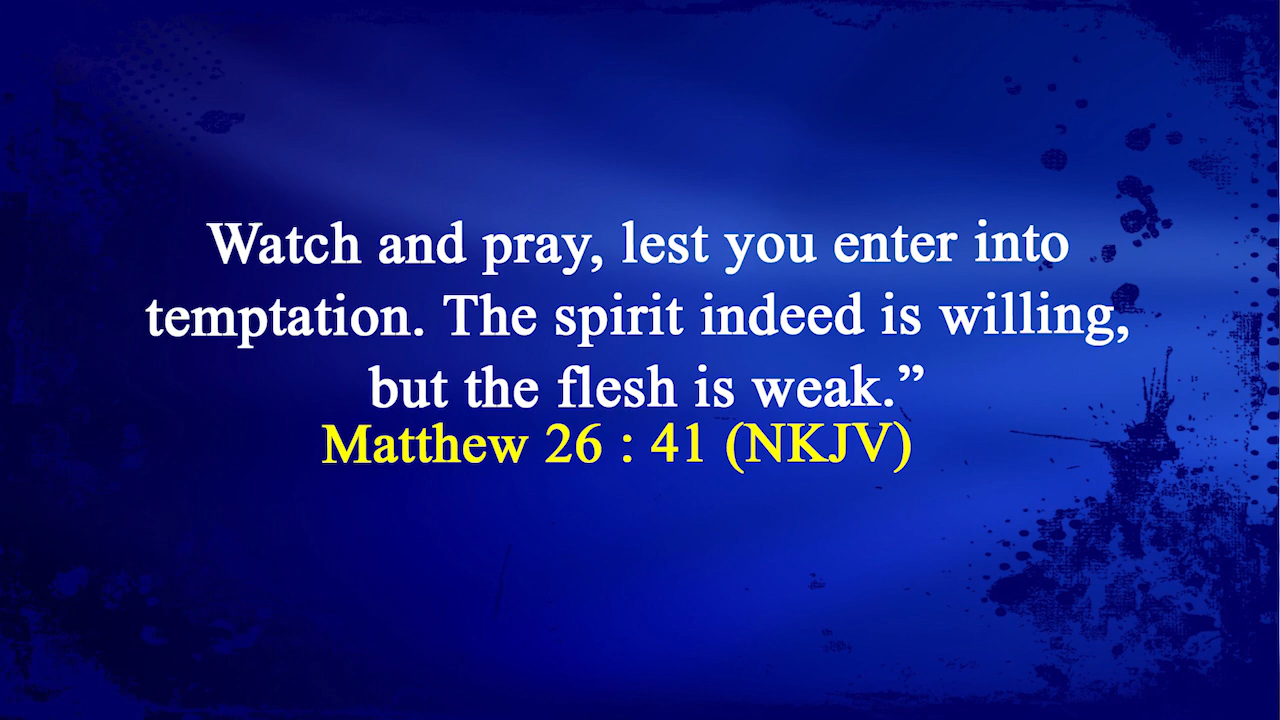 Watch and pray, lest you enter into
temptation. The spirit indeed is willing,
but the flesh is weak.”
Matthew 26 : 41 (NKJV)